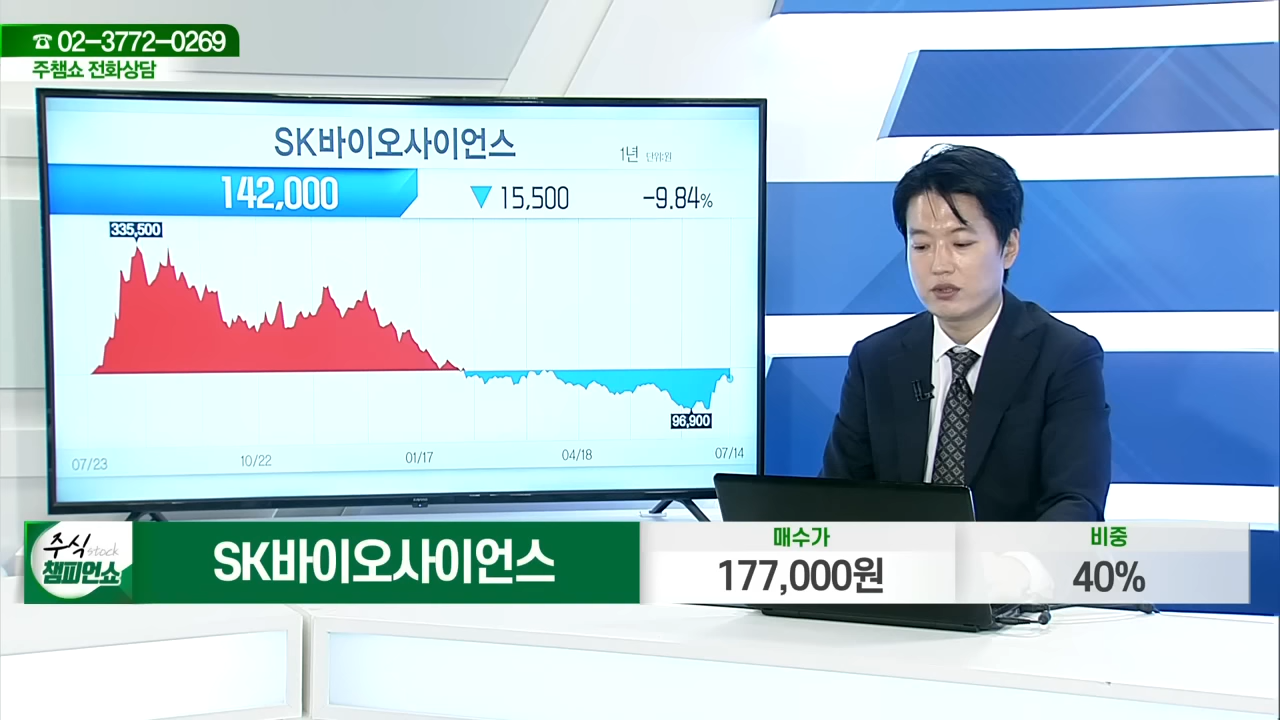 ☎ 02-3772-0269
주챔쇼 전화상담
SK바이오사이언스
1년 단위:원
142,000 ▼ 15,500 -9.84%
335,500
96,900
07/23 10/22 01/17 04/18 07/14
주식 stock
챔피언쇼
SK바이오사이언스
매수가
177,000원
비중
40%